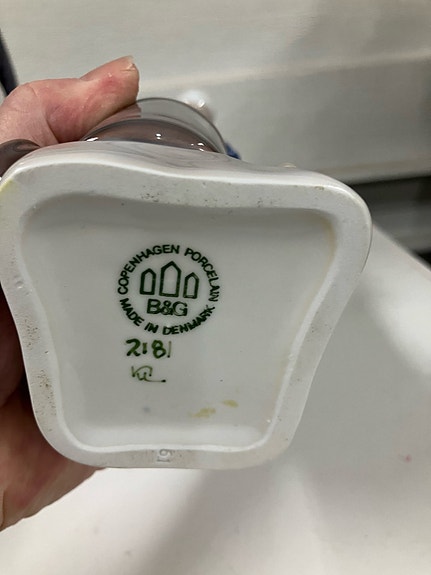 COPENHAGEN PORCELAIN
B&G
MADE IN DENMARK
2181